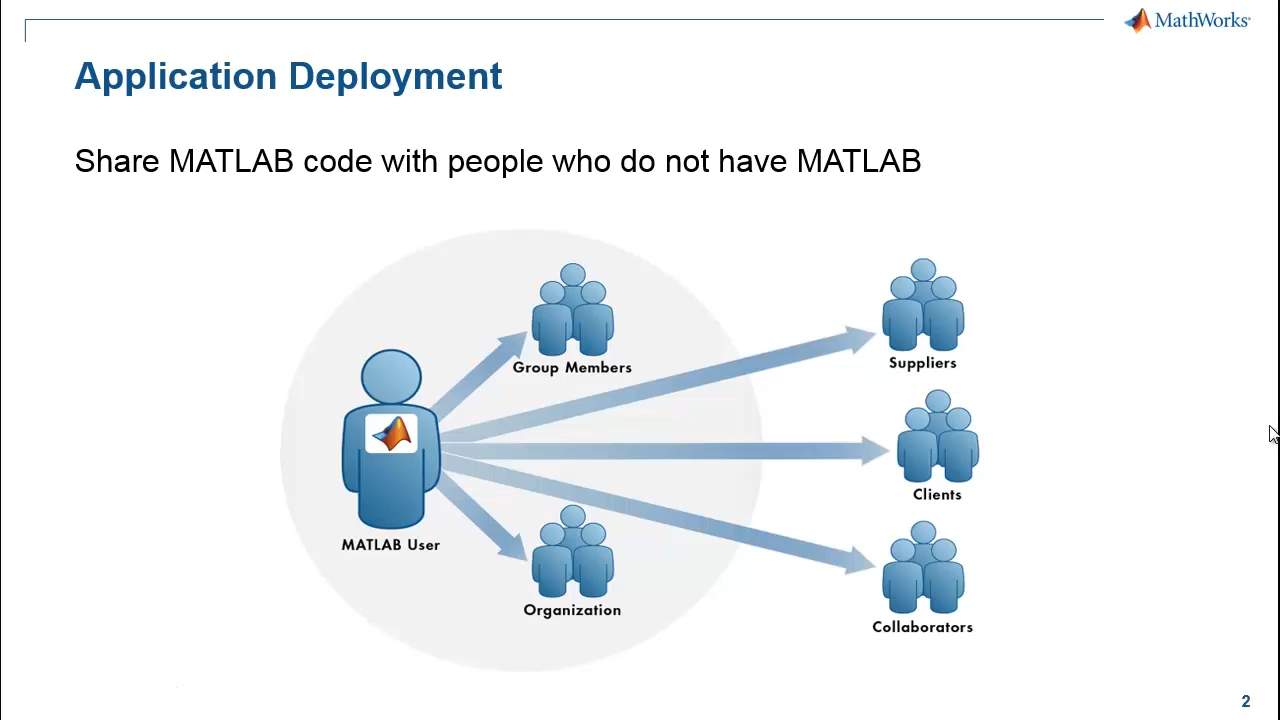 MathWorks®
Application Deployment
Share MATLAB code with people who do not have MATLAB
Group Members
Suppliers
Clients
MATLAB User
Organization
Collaborators
2